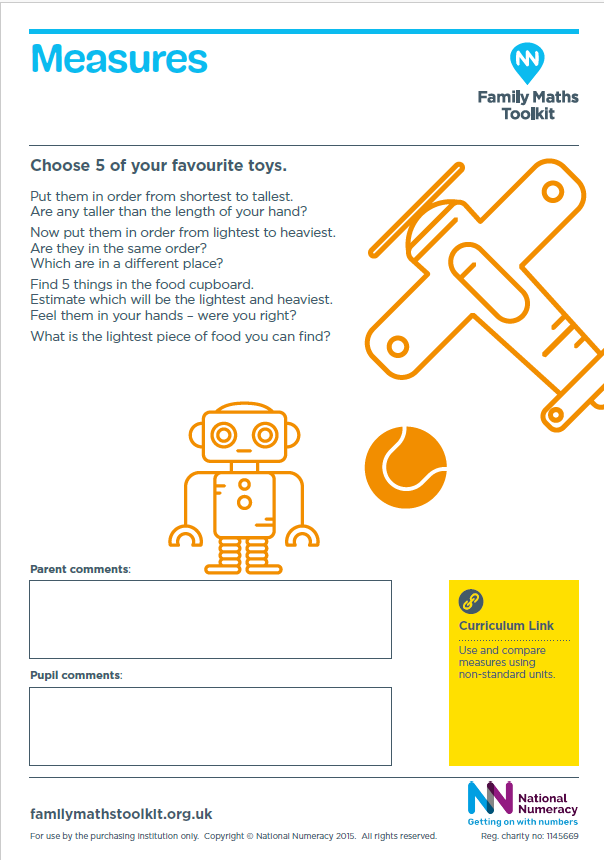 Measures
Family Maths
Toolkit
Choose 5 of your favourite toys.
Put them in order from shortest to tallest.
Are any taller than the length of your hand?
Now put them in order from lightest to heaviest.
Are they in the same order?
Which are in a different place?
Find 5 things in the food cupboard.
Estimate which will be the lightest and heaviest.
Feel them in your hands – were you right?
What is the lightest piece of food you can find?
Parent comments:
Pupil comments:
Curriculum Link
Use and compare
measures using
non-standard units.
familymathstoolkit.org.uk
National
Numeracy
Getting on with numbers
For use by the purchasing institution only. Copyright © National Numeracy 2015. All rights reserved.
Reg. charity no: 1145669